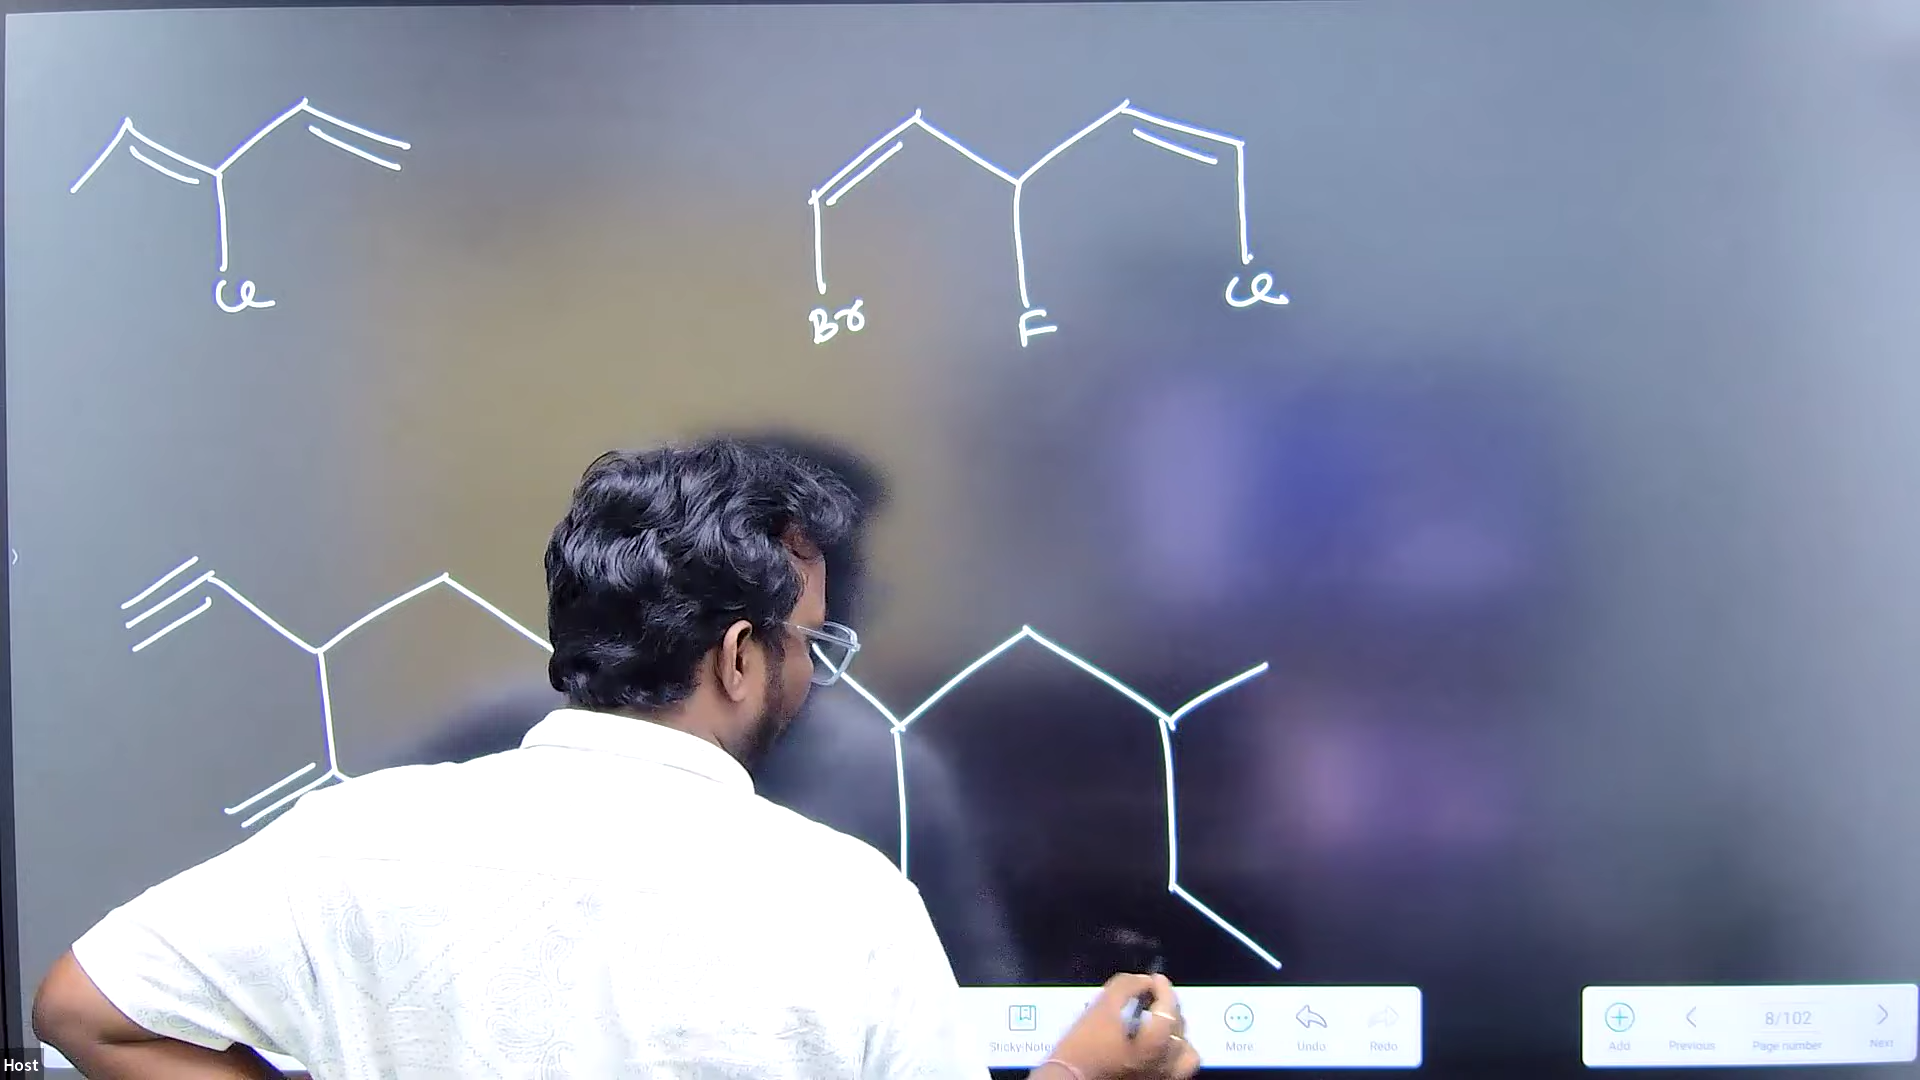 Cl
Cl
Br
F
Sticky Notes
More
Undo
Redo
Add
Previous
8/102
Page number
Next
Host